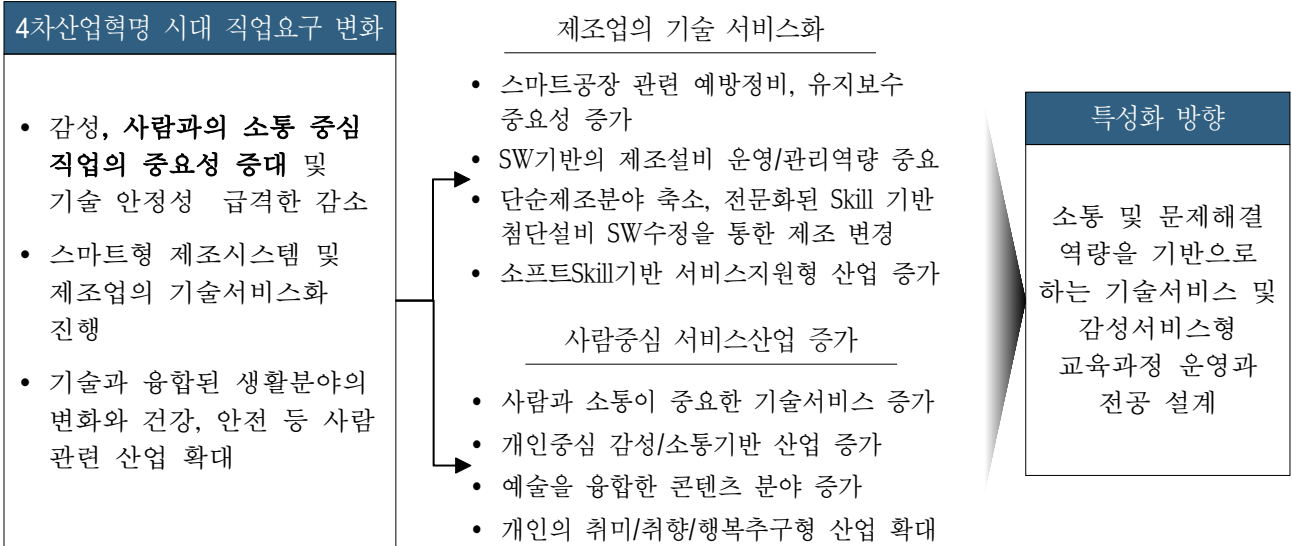 4차산업혁명 시대 직업요구 변화
• 감성, 사람과의 소통 중심
직업의 중요성 증대 및
기술 안정성 급격한 감소
• 스마트형 제조시스템 및
제조업의 기술서비스화
진행
• 기술과 융합된 생활분야의
변화와 건강, 안전 등 사람
관련 산업 확대
제조업의 기술 서비스화
• 스마트공장 관련 예방정비, 유지보수
중요성 증가
• SW기반의 제조설비 운영/관리역량 중요
• 단순제조분야 축소, 전문화된 Skill 기반
첨단설비 SW수정을 통한 제조 변경
• 소프트Skill기반 서비스지원형 산업 증가
사람중심 서비스산업 증가
• 사람과 소통이 중요한 기술서비스 증가
• 개인중심 감성/소통기반 산업 증가
• 예술을 융합한 콘텐츠 분야 증가
• 개인의 취미/취향/행복추구형 산업 확대
특성화 방향
소통 및 문제해결
역량을 기반으로
하는 기술서비스 및
감성서비스형
교육과정 운영과
전공 설계